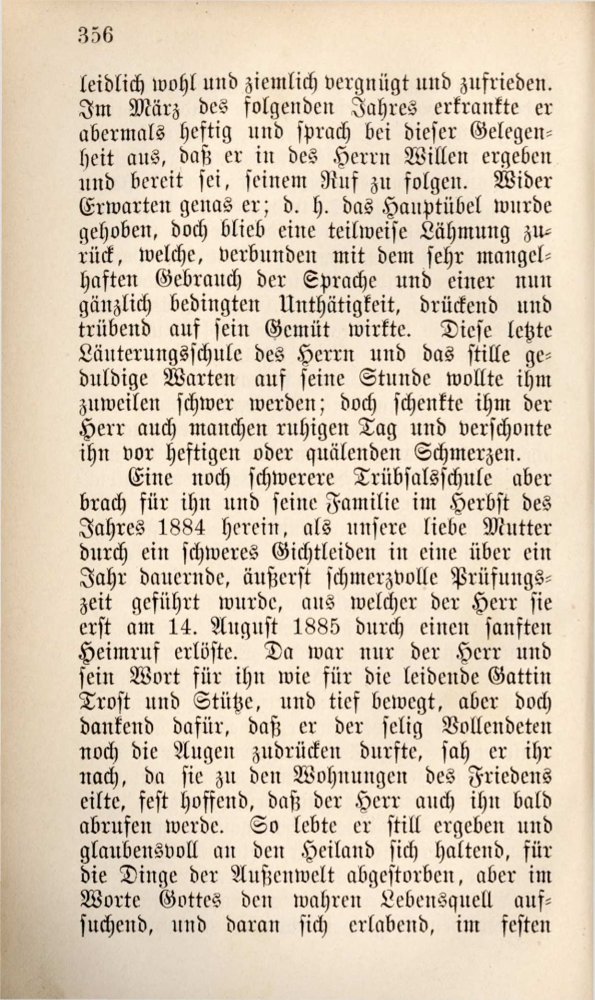 356
leidlich wohl und ziemlich vergnügt und zufrieden.
Im März des folgenden Jahres erkrankte er
abermals heftig und sprach bei dieser Gelegen-
heit aus, daß er in des Herrn Willen ergeben
und bereit sei, seinem Ruf zu folgen. Wider
Erwarten genas er; d. h. das Hauptübel wurde
gehoben, doch blieb eine teilweise Lähmung zu-
rück, welche, verbunden mit dem sehr mangel-
haften Gebrauch der Sprache und einer nun
gänzlich bedingten Unthätigkeit, drückend und
trübend auf sein Gemüt wirkte. Diese letzte
Läuterungsschule des Herrn und das stille ge-
duldige Warten auf seine Stunde wollte ihm
zuweilen schwer werden; doch schenkte ihm der
Herr auch manchen ruhigen Tag und verschonte
ihn vor heftigen oder quälenden Schmerzen.
Eine noch schwerere Trübsalsschule aber
brach für ihn und seine Familie im Herbst des
Jahres 1884 herein, als unsere liebe Mutter
durch ein schweres Gichtleiden in eine über ein
Jahr dauernde, äußerst schmerzvolle Prüfungs-
zeit geführt wurde, aus welcher der Herr sie
erst am 14. August 1885 durch einen sanften
Heimruf erlöste. Da war nur der Herr und
sein Wort für ihn wie für die leidende Gattin
Trost und Stütze, und tief bewegt, aber doch
dankend dafür, daß er der selig Vollendeten
noch die Augen zudrücken durfte, sah er ihr
nach, da sie zu den Wohnungen des Friedens
eilte, fest hoffend, daß der Herr auch ihn bald
abrufen werde. So lebte er still ergeben und
glaubensvoll an den Heiland sich haltend, für
die Dinge der Außenwelt abgestorben, aber im
Worte Gottes den wahren Lebensquell auf-
suchend, und daran sich erlabend, im festen